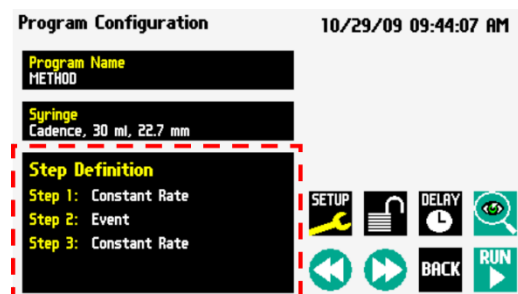 Program Configuration
10/29/09 09:44:07 AM
Program Name
METHOD
Syringe
Cadence, 30 ml, 22.7 mm
Step Definition
Step 1: Constant Rate
Step 2: Event
Step 3: Constant Rate
SETUP
DELAY
BACK
RUN